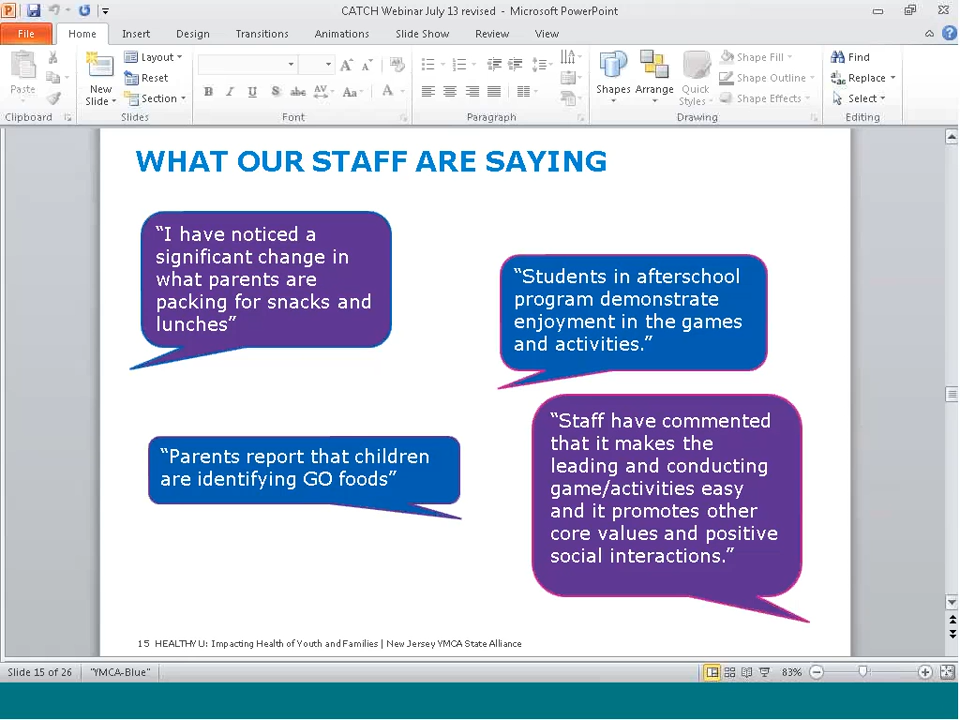 CATCH Webinar July 13 revised - Microsoft PowerPoint
File Home Insert Design Transitions Animations Slide Show Review View
Paste
New
Slide
Layout
Reset
Section
B I U S abc AV Aa A
Shapes Arrange Quick
Styles
Shape Fill
Shape Outline
Shape Effects
Find
Replace
Select
Clipboard Slides Font Paragraph Drawing Editing
WHAT OUR STAFF ARE SAYING
“I have noticed a
significant change in
what parents are
packing for snacks and
lunches”
“Students in afterschool
program demonstrate
enjoyment in the games
and activities.”
“Parents report that children
are identifying GO foods”
“Staff have commented
that it makes the
leading and conducting
game/activities easy
and it promotes other
core values and positive
social interactions.”
15 HEALTHY U: Impacting Health of Youth and Families | New Jersey YMCA State Alliance
Slide 15 of 26 "YMCA-Blue" 83%